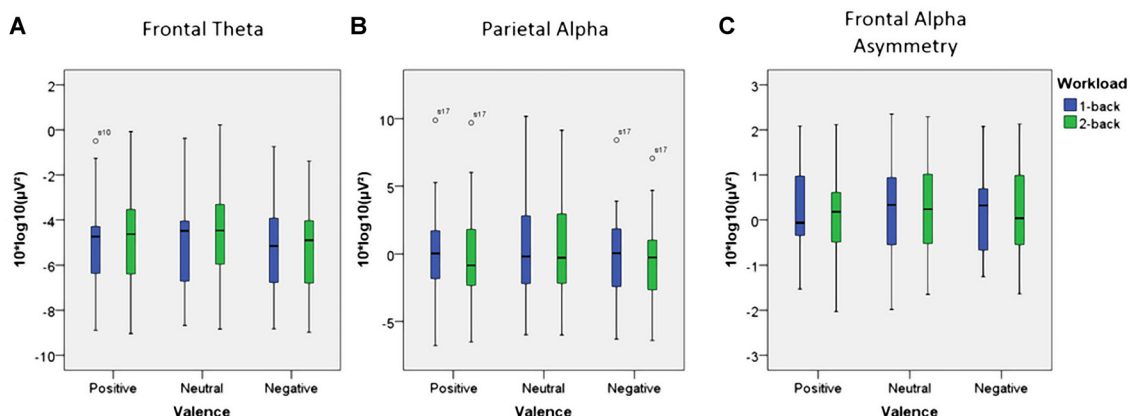 A
Frontal Theta
10*log10(μV²)
2
0
-2
-4
-6
-8
-10
s10
Positive
Neutral
Negative
Valence
B
Parietal Alpha
10*log10(μV²)
10
5
0
-5
s17
s17
s17
s17
Positive
Neutral
Negative
Valence
C
Frontal Alpha
Asymmetry
10*log10(μV²)
3
2
1
0
-1
-2
-3
Positive
Neutral
Negative
Valence
Workload
1-back
2-back